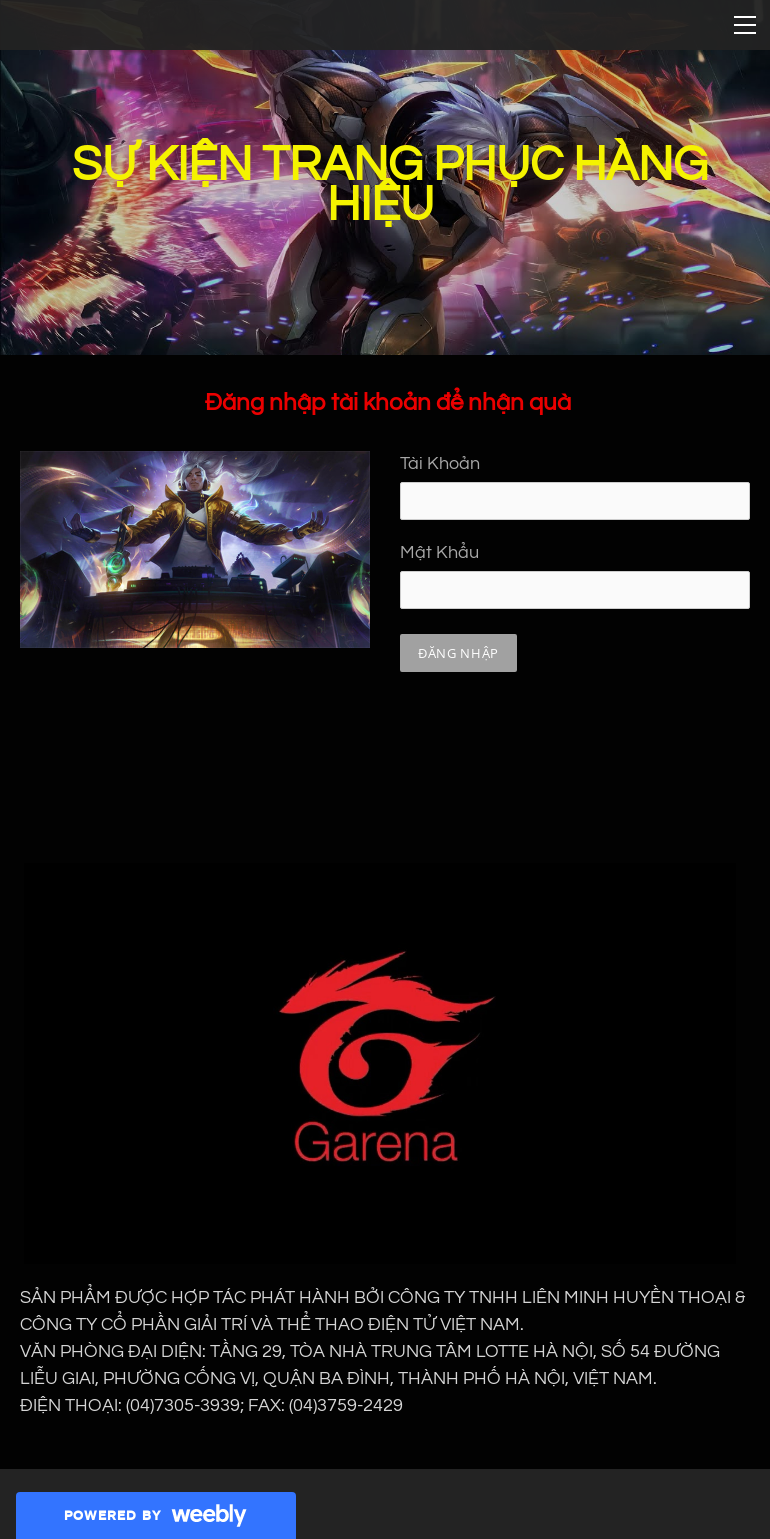 SỰ KIỆN TRANG PHỤC HÀNG
HIỆU
Đăng nhập tài khoản để nhận quà
Tài Khoản
Mật Khẩu
ĐĂNG NHẬP
Garena
SẢN PHẨM ĐƯỢC HỢP TÁC PHÁT HÀNH BỞI CÔNG TY TNHH LIÊN MINH HUYỀN THOẠI &
CÔNG TY CỔ PHẦN GIẢI TRÍ VÀ THỂ THAO ĐIỆN TỬ VIỆT NAM.
VĂN PHÒNG ĐẠI DIỆN: TẦNG 29, TÒA NHÀ TRUNG TÂM LOTTE HÀ NỘI, SỐ 54 ĐƯỜNG
LIỄU GIAI, PHƯỜNG CỐNG VỊ, QUẬN BA ĐÌNH, THÀNH PHỐ HÀ NỘI, VIỆT NAM.
ĐIỆN THOẠI: (04)7305-3939; FAX: (04)3759-2429
POWERED BY weebly